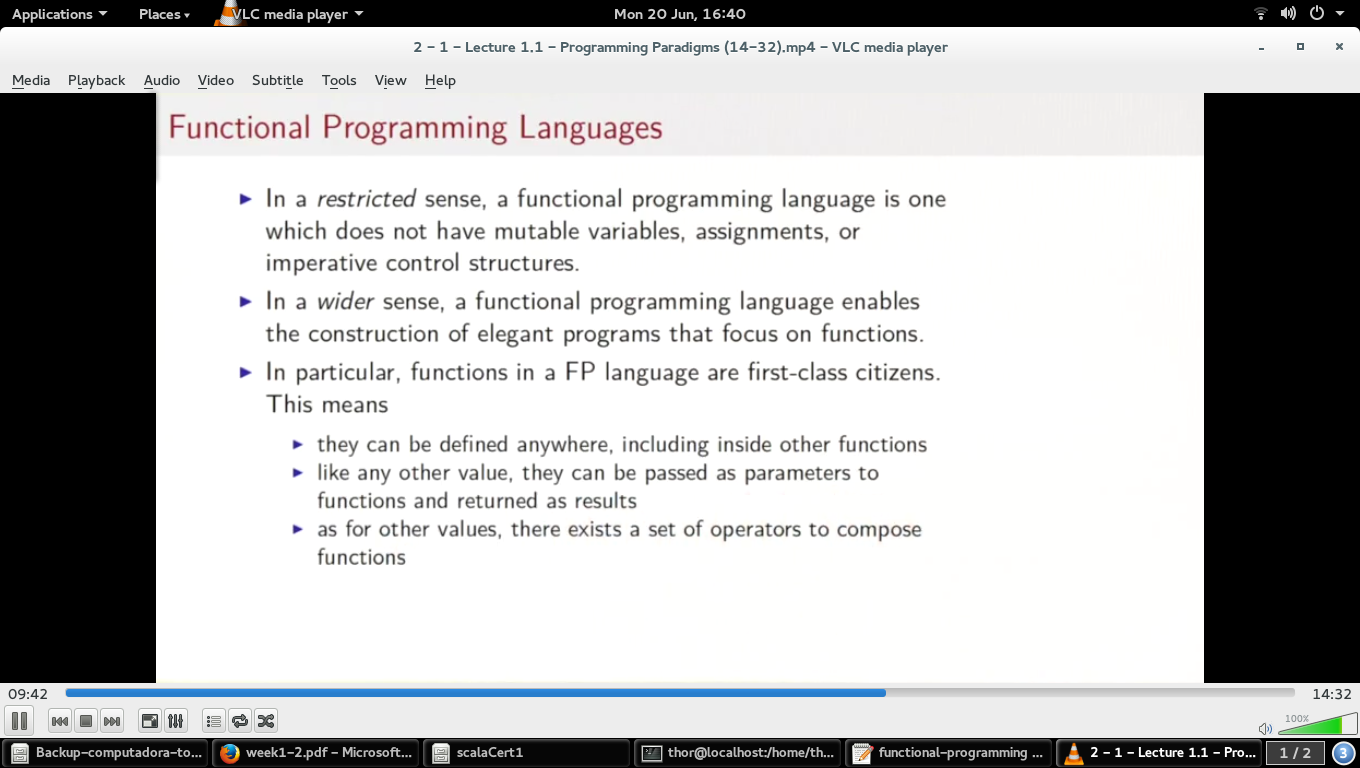 Applications Places VLC media player Mon 20 Jun, 16:40
2 – 1 – Lecture 1.1 – Programming Paradigms (14–32).mp4 – VLC media player
Media Playback Audio Video Subtitle Tools View Help
Functional Programming Languages
In a restricted sense, a functional programming language is one
which does not have mutable variables, assignments, or
imperative control structures.
In a wider sense, a functional programming language enables
the construction of elegant programs that focus on functions.
In particular, functions in a FP language are first-class citizens.
This means
they can be defined anywhere, including inside other functions
like any other value, they can be passed as parameters to
functions and returned as results
as for other values, there exists a set of operators to compose
functions
09:42 14:32
100%
Backup–computadora–to... week1–2.pdf – Microsoft... scalaCert1 thor@localhost:/home/th... functional–programming ... 2 – 1 – Lecture 1.1 – Pro... 1 / 2 3